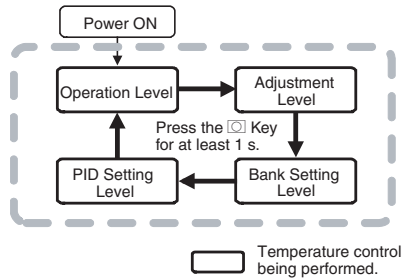 Power ON
Operation Level
Adjustment
Level
Press the Key
for at least 1 s.
PID Setting
Level
Bank Setting
Level
Temperature control
being performed.